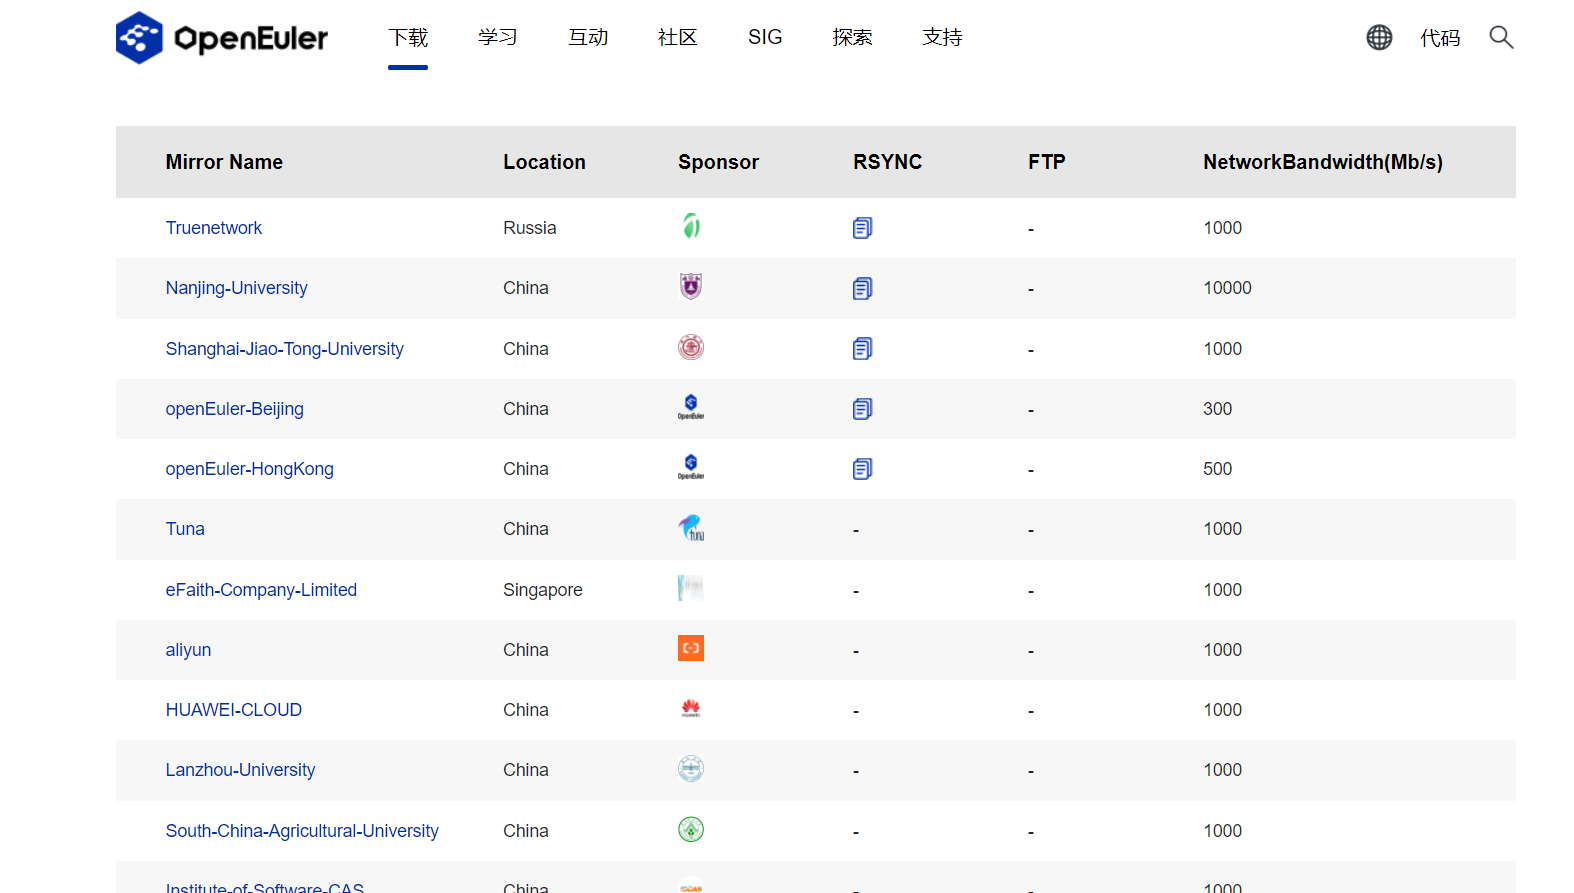 OpenEuler 下载 学习 互动 社区 SIG 探索 支持 代码
Mirror Name Location Sponsor RSYNC FTP NetworkBandwidth(Mb/s)
Truenetwork Russia - 1000
Nanjing-University China - 10000
Shanghai-Jiao-Tong-University China - 1000
openEuler-Beijing China OpenEuler - 300
openEuler-HongKong China OpenEuler - 500
Tuna China tuna - - 1000
eFaith-Company-Limited Singapore - - 1000
aliyun China - - 1000
HUAWEI-CLOUD China HUAWEI - - 1000
Lanzhou-University China - - 1000
South-China-Agricultural-University China - - 1000
Institute-of-Software-CAS China ISCAS - - 1000